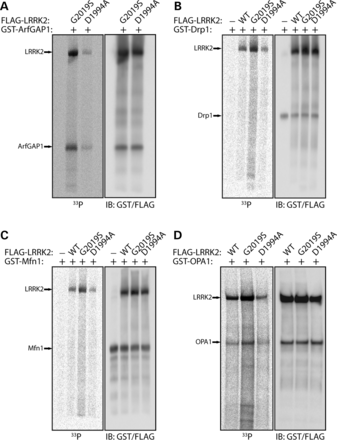 A
FLAG-LRRK2: G2019S D1994A
GST-ArfGAP1: + +
LRRK2
ArfGAP1
G2019S D1994A
+ +
33P IB: GST/FLAG
B
FLAG-LRRK2: – WT G2019S D1994A
GST-Drp1: + + + +
LRRK2
Drp1
– WT G2019S D1994A
+ + + +
33P IB: GST/FLAG
C
FLAG-LRRK2: – WT G2019S D1994A
GST-Mfn1: + + + +
LRRK2
Mfn1
– WT G2019S D1994A
+ + + +
33P IB: GST/FLAG
D
FLAG-LRRK2: WT G2019S D1994A
GST-OPA1: + + +
LRRK2
OPA1
WT G2019S D1994A
+ + +
33P IB: GST/FLAG